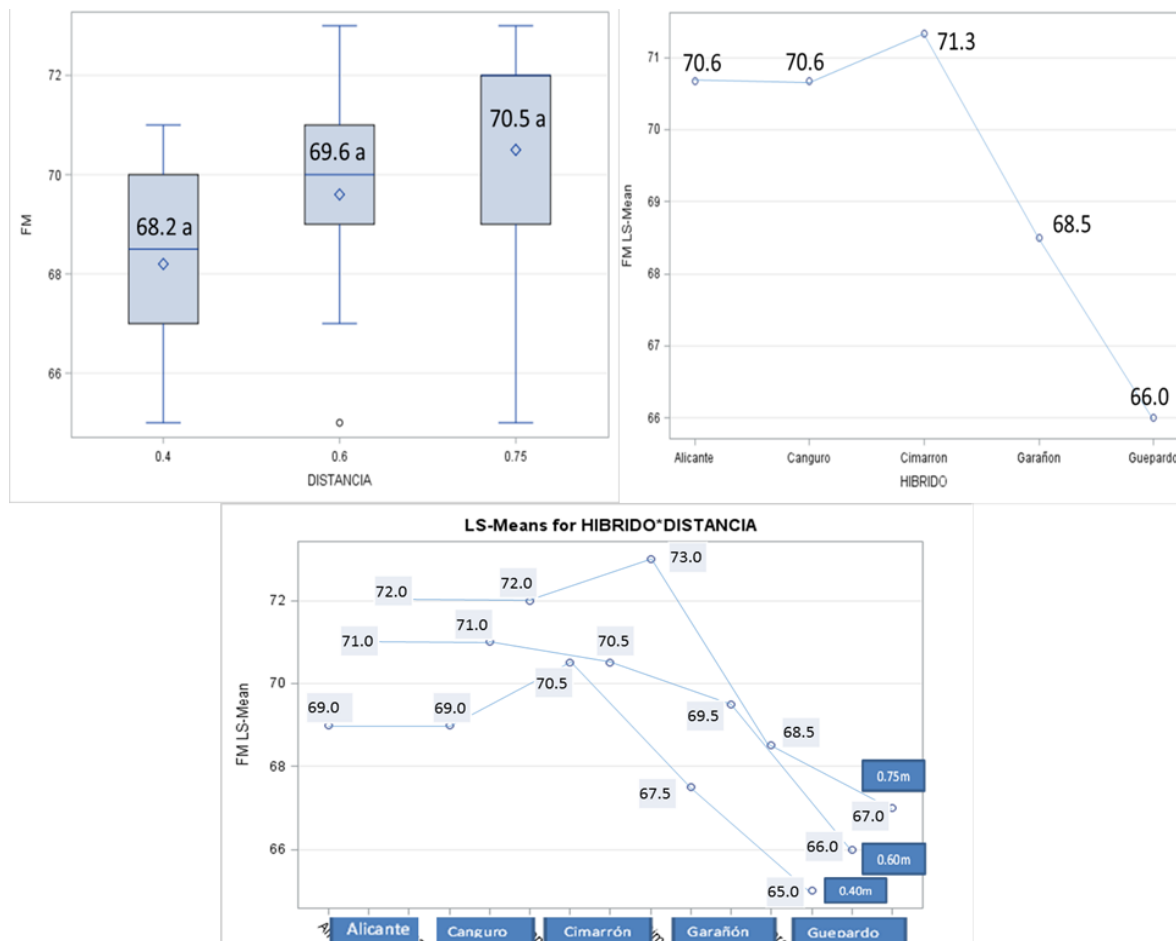 72
70
68
66
FM
68.2 a
69.6 a
70.5 a
0.4
0.6
0.75
DISTANCIA
71
70
69
68
67
66
FM LS-Mean
70.6
70.6
71.3
68.5
66.0
Alicante
Canguro
Cimarron
Garañon
Guepardo
HIBRIDO
LS-Means for HIBRIDO*DISTANCIA
72
70
68
66
FM LS-Mean
72.0
72.0
73.0
71.0
71.0
70.5
69.0
69.0
70.5
69.5
68.5
67.5
0.75m
67.0
66.0
0.60m
65.0
0.40m
Alicante
Canguro
Cimarrón
Garañón
Guepardo